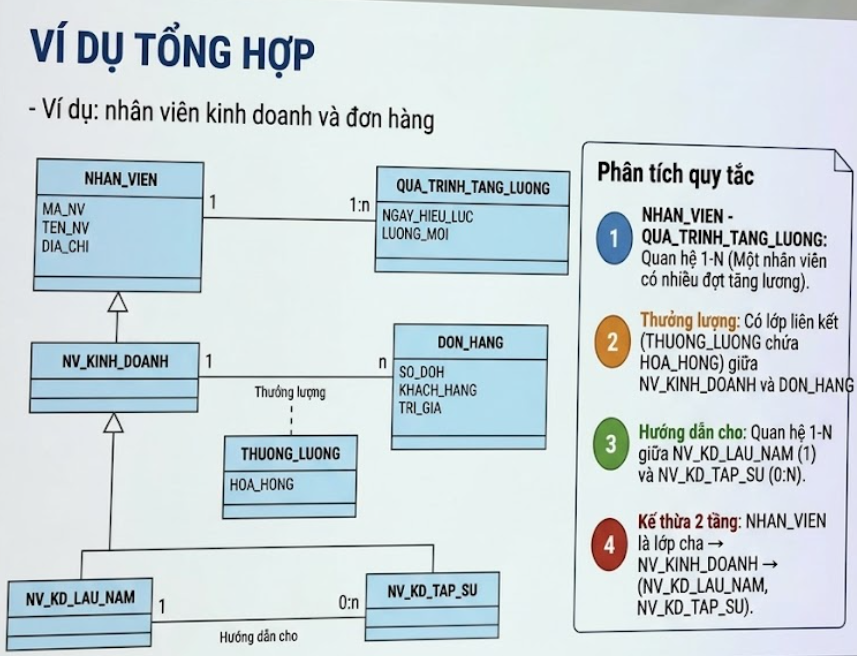 VÍ DỤ TỔNG HỢP
- Ví dụ: nhân viên kinh doanh và đơn hàng
NHAN_VIEN
MA_NV
TEN_NV
DIA_CHI
1
1:n
QUA_TRINH_TANG_LUONG
NGAY_HIEU_LUC
LUONG_MOI
NV_KINH_DOANH
1
n
Thưởng lượng
DON_HANG
SO_DOH
KHACH_HANG
TRI_GIA
THUONG_LUONG
HOA_HONG
NV_KD_LAU_NAM
1
0:n
Hướng dẫn cho
NV_KD_TAP_SU
Phân tích quy tắc
1
NHAN_VIEN -
QUA_TRINH_TANG_LUONG:
Quan hệ 1-N (Một nhân viên
có nhiều đợt tăng lương).
2
Thưởng lượng: Có lớp liên kết
(THUONG_LUONG chứa
HOA_HONG) giữa
NV_KINH_DOANH và DON_HANG
3
Hướng dẫn cho: Quan hệ 1-N
giữa NV_KD_LAU_NAM (1)
và NV_KD_TAP_SU (0:N).
4
Kế thừa 2 tầng: NHAN_VIEN
là lớp cha →
NV_KINH_DOANH →
(NV_KD_LAU_NAM,
NV_KD_TAP_SU).